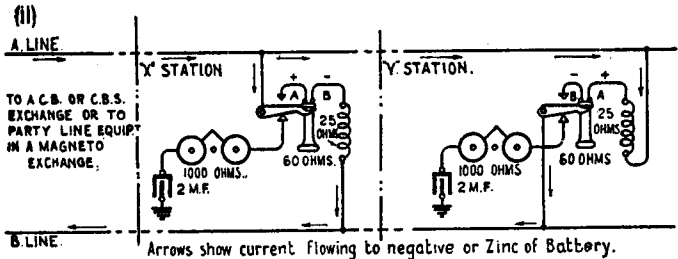 (ii)
A. LINE.
"X" STATION
"Y" STATION.
+ -
A B
- +
B A
TO A C.B. OR C.B.S.
EXCHANGE OR TO
PARTY LINE EQUIPT
IN A MAGNETO
EXCHANGE.
25
OHMS
25
OHMS.
1000 OHMS..
60 OHMS.
1000 OHMS
60 OHMS
2 M.F.
2 M.F.
B. LINE.
Arrows show current flowing to negative or Zinc of Battery.